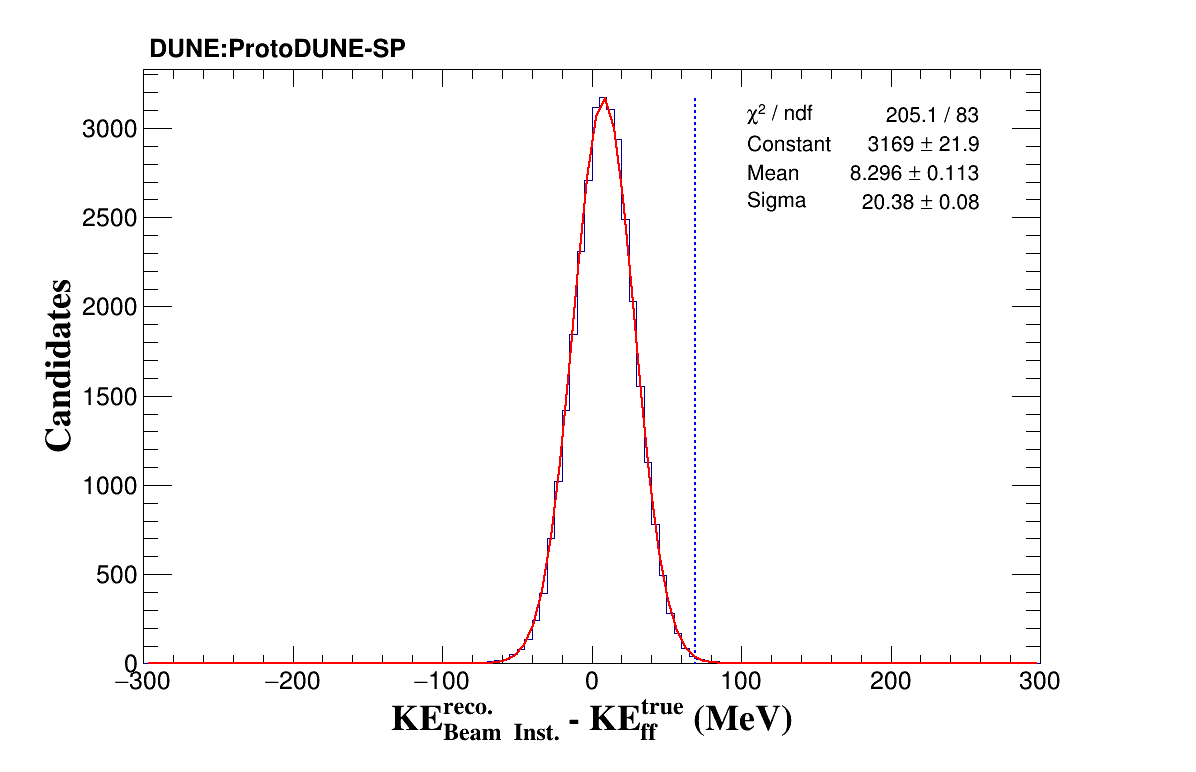 DUNE:ProtoDUNE-SP
χ² / ndf 205.1 / 83
Constant 3169 ± 21.9
Mean 8.296 ± 0.113
Sigma 20.38 ± 0.08
Candidates
3000
2500
2000
1500
1000
500
0
−300 −200 −100 0 100 200 300
KE^reco._Beam Inst. - KE^true_ff (MeV)